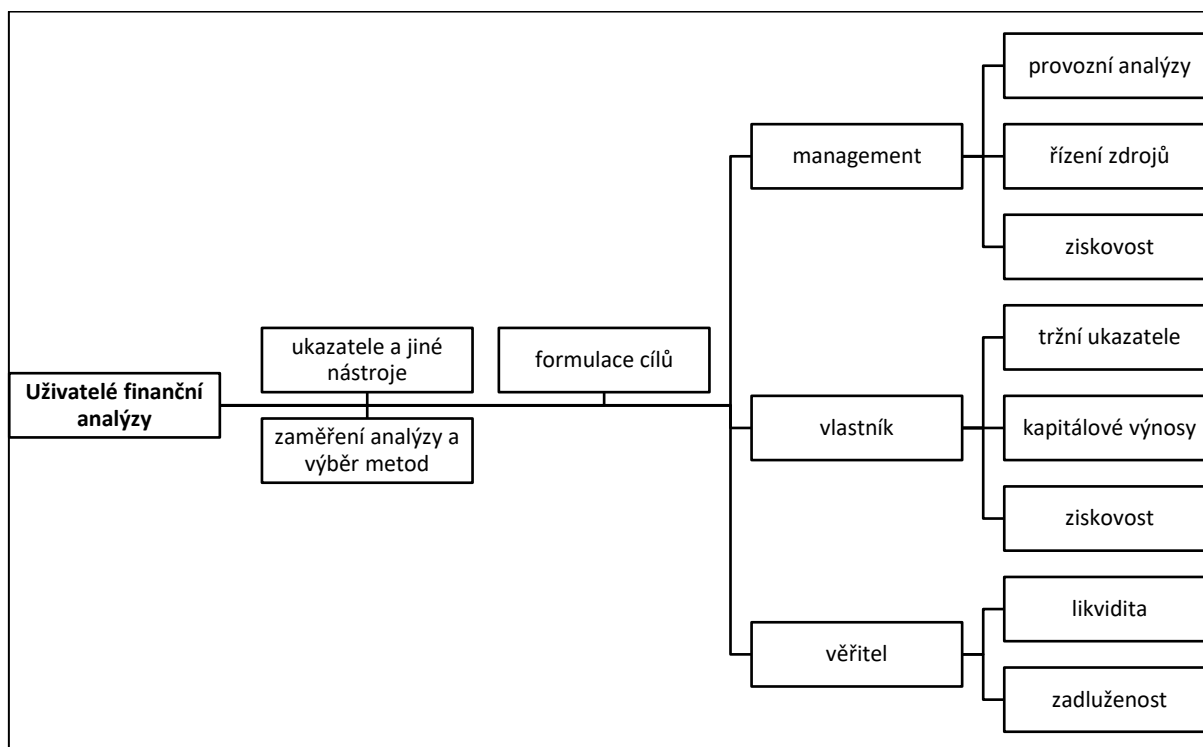 Uživatelé finanční
analýzy
ukazatele a jiné
nástroje
zaměření analýzy a
výběr metod
formulace cílů
management
provozní analýzy
řízení zdrojů
ziskovost
vlastník
tržní ukazatele
kapitálové výnosy
ziskovost
věřitel
likvidita
zadluženost